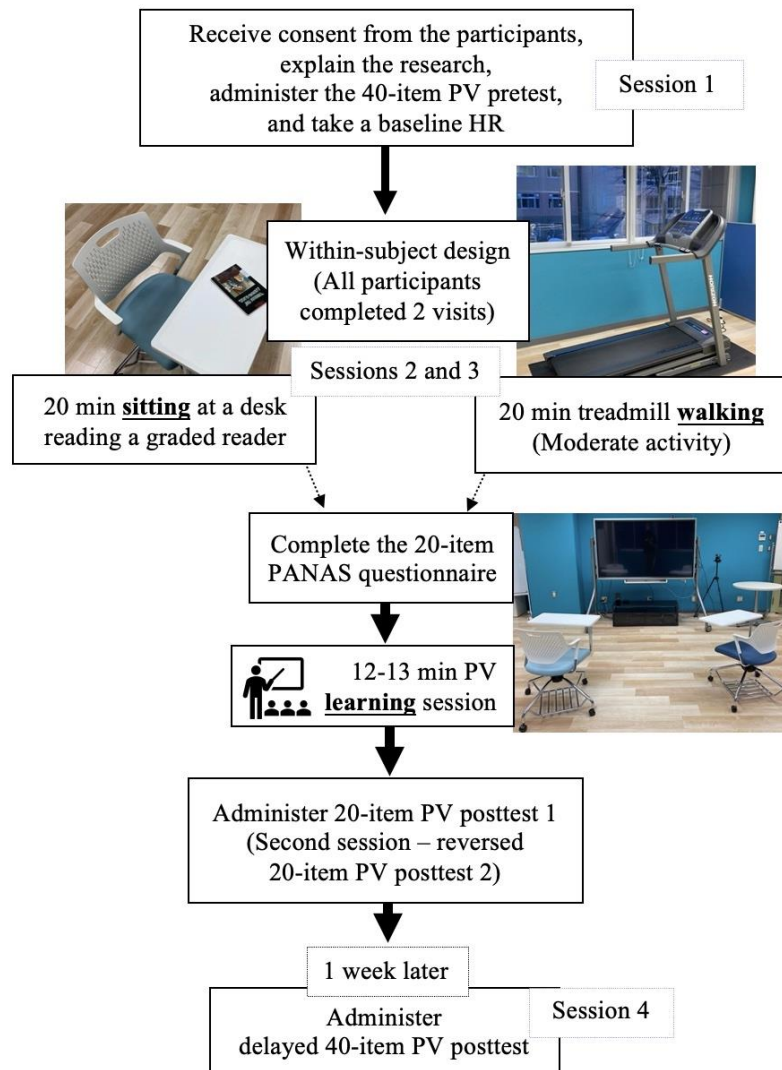 Receive consent from the participants,
explain the research,
administer the 40-item PV pretest,
and take a baseline HR
Session 1
Within-subject design
(All participants
completed 2 visits)
Sessions 2 and 3
20 min sitting at a desk
reading a graded reader
20 min treadmill walking
(Moderate activity)
Complete the 20-item
PANAS questionnaire
12-13 min PV
learning session
Administer 20-item PV posttest 1
(Second session – reversed
20-item PV posttest 2)
1 week later
Administer
delayed 40-item PV posttest
Session 4